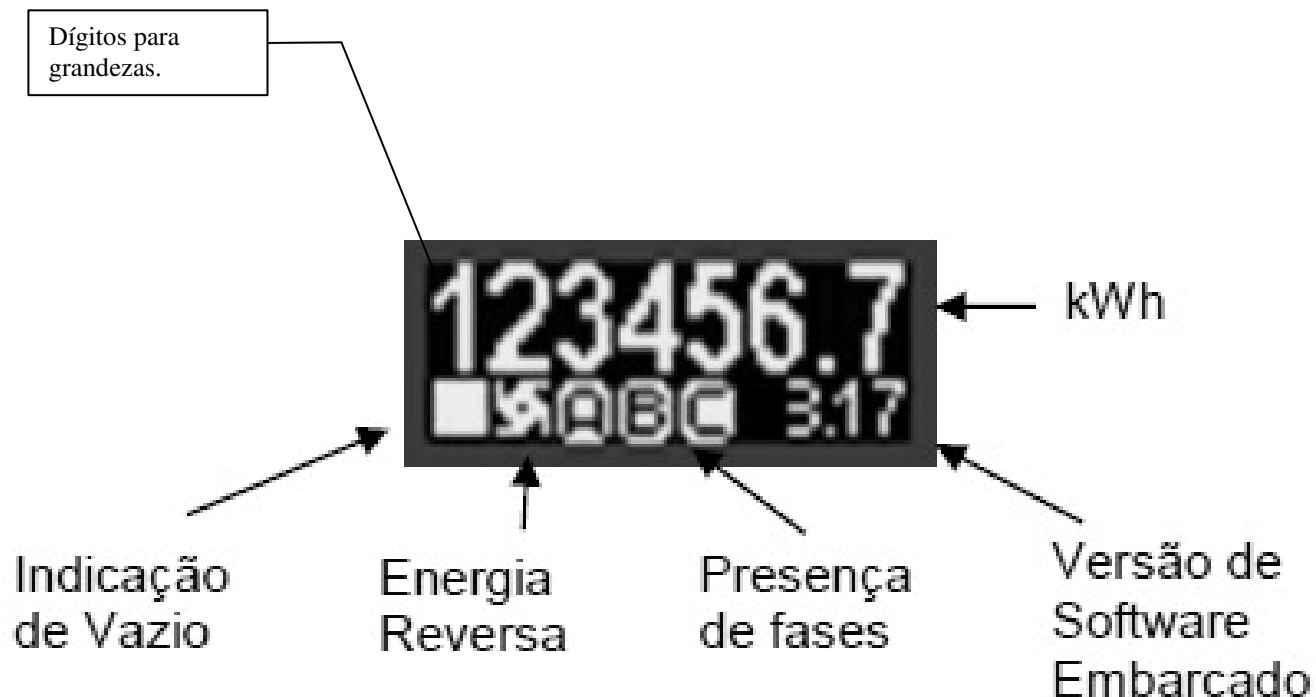 Dígitos para
grandezas.
123456.7
kWh
ABC 3.17
Indicação
de Vazio
Energia
Reversa
Presença
de fases
Versão de
Software
Embarcado